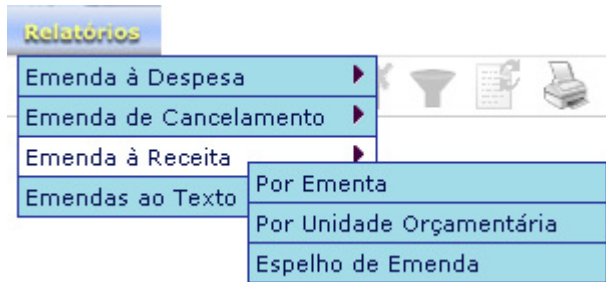 Relatórios
Emenda à Despesa
Emenda de Cancelamento
Emenda à Receita
Emendas ao Texto
Por Ementa
Por Unidade Orçamentária
Espelho de Emenda